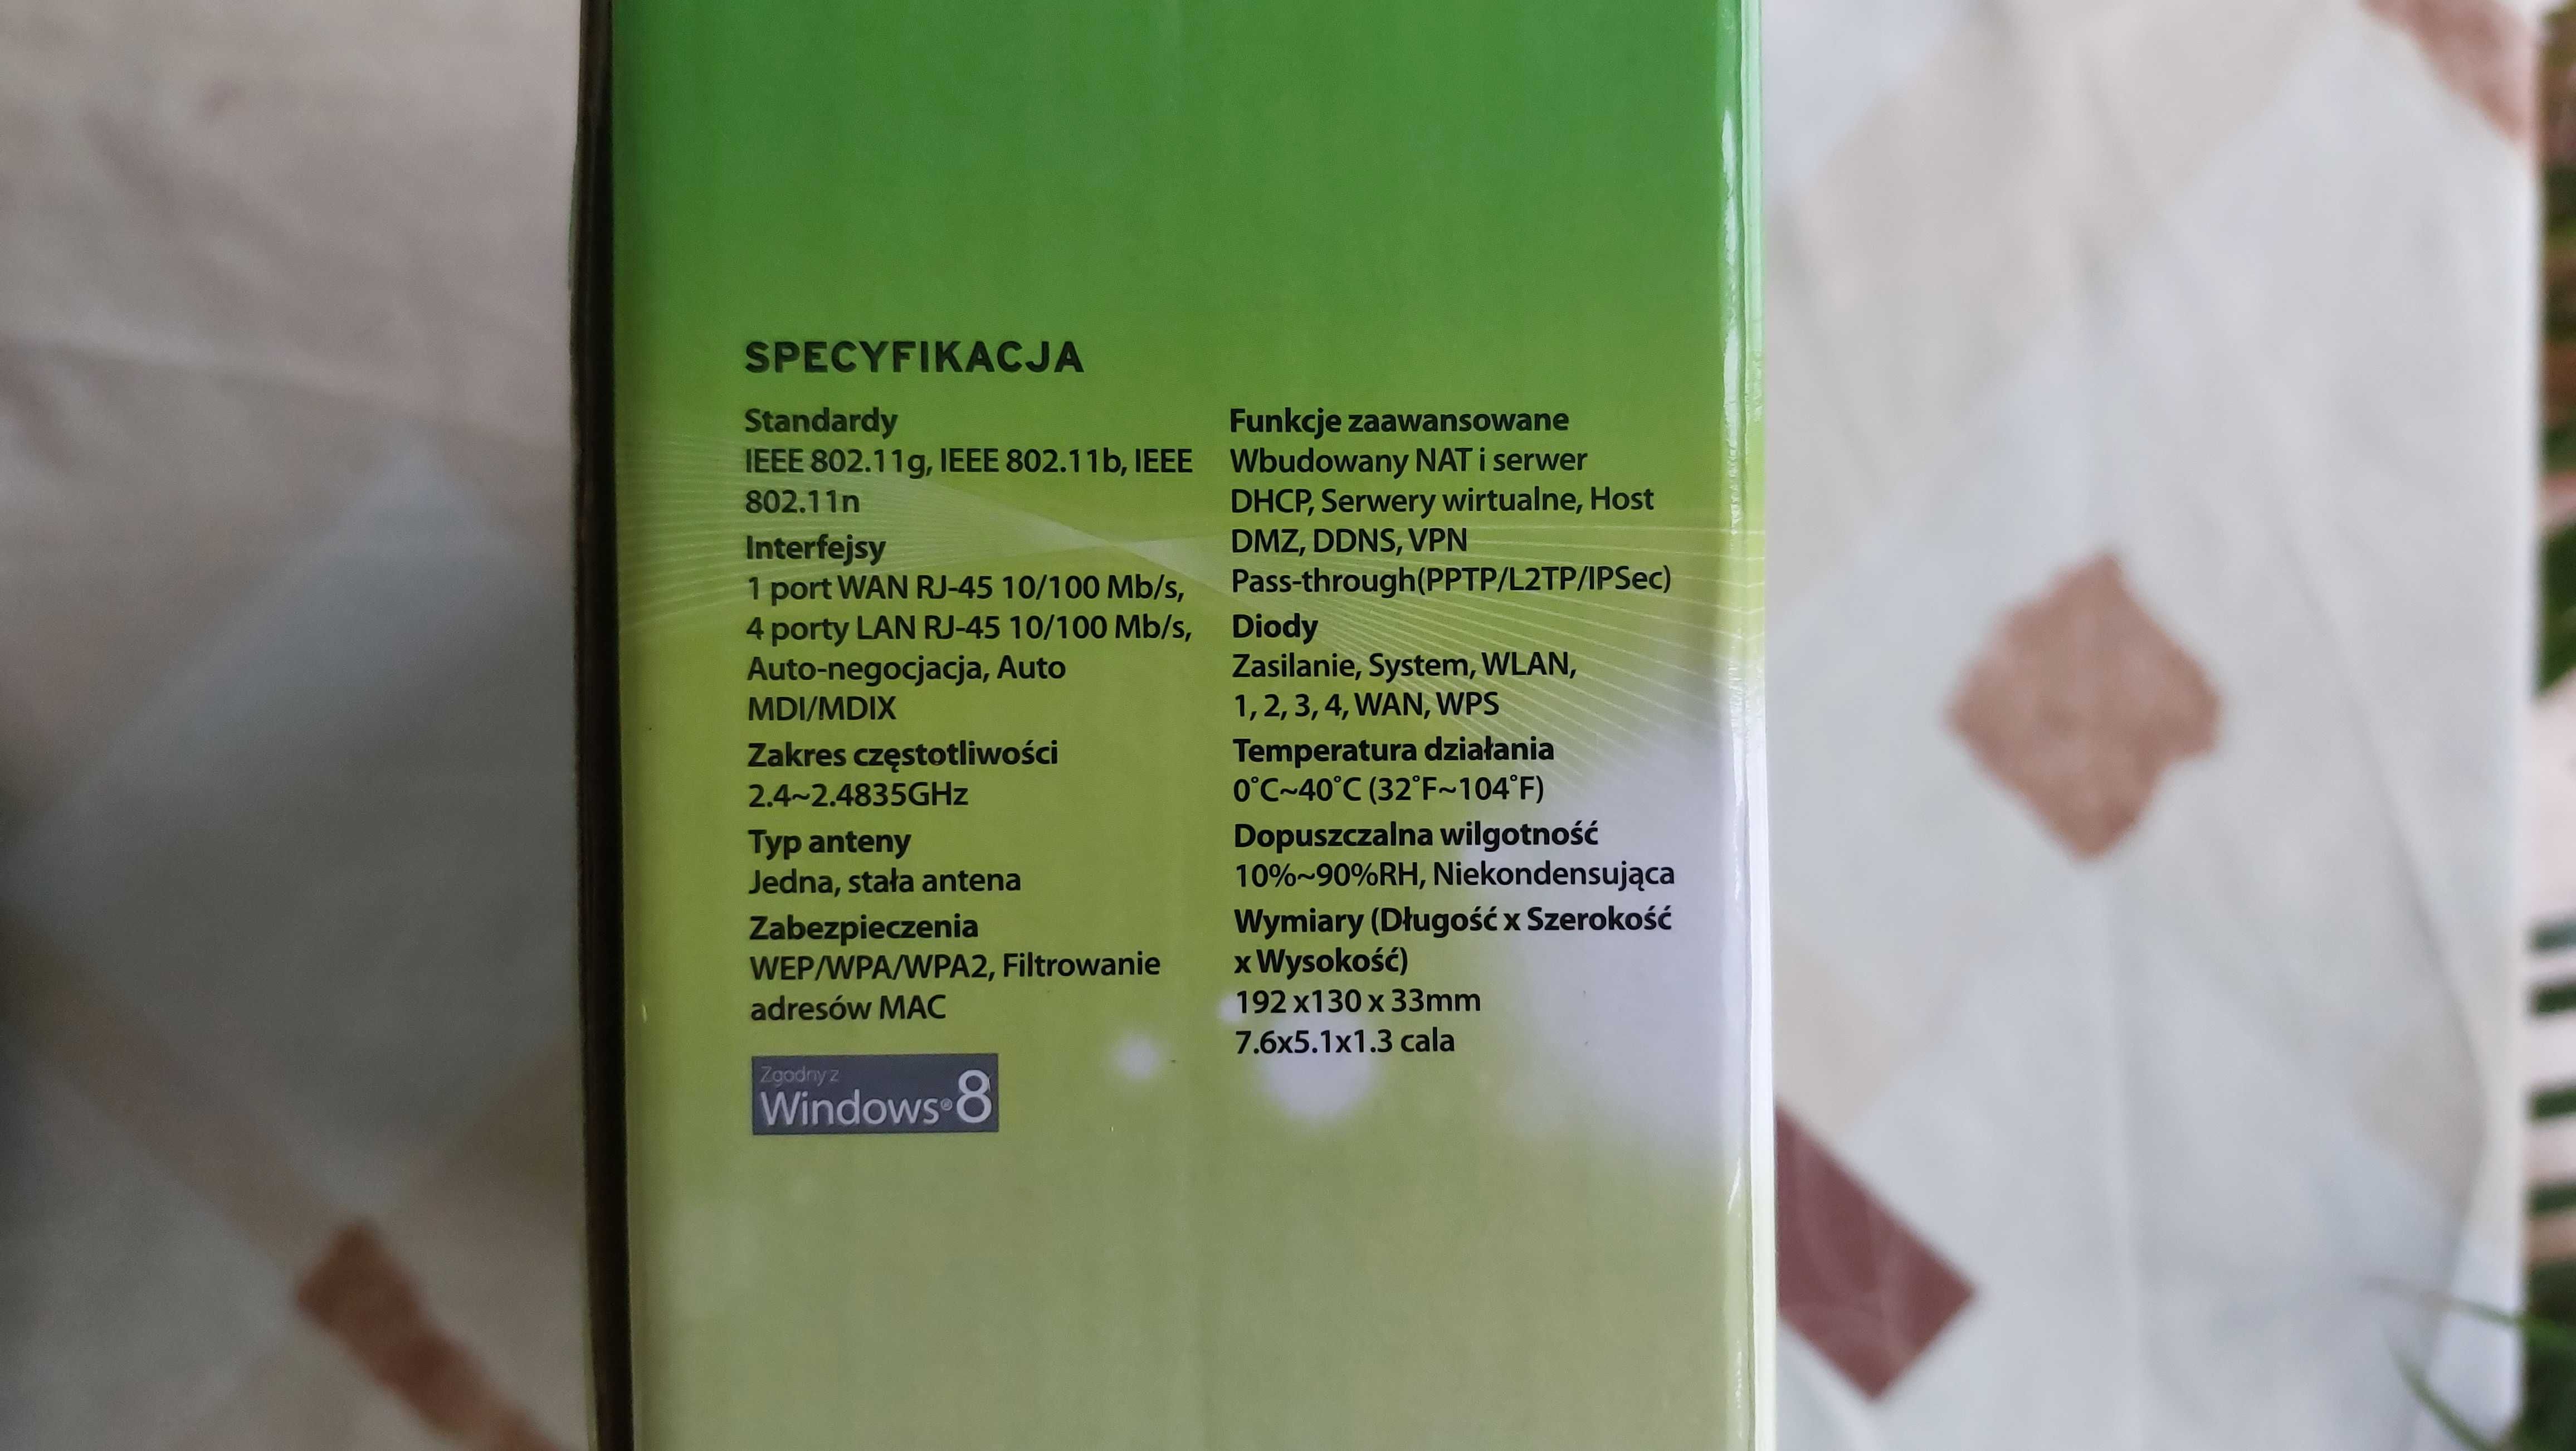 SPECYFIKACJA
Standardy
IEEE 802.11g, IEEE 802.11b, IEEE
802.11n
Interfejsy
1 port WAN RJ-45 10/100 Mb/s,
4 porty LAN RJ-45 10/100 Mb/s,
Auto-negocjacja, Auto
MDI/MDIX
Zakres częstotliwości
2.4~2.4835GHz
Typ anteny
Jedna, stała antena
Zabezpieczenia
WEP/WPA/WPA2, Filtrowanie
adresów MAC
Zgodny z
Windows® 8
Funkcje zaawansowane
Wbudowany NAT i serwer
DHCP, Serwery wirtualne, Host
DMZ, DDNS, VPN
Pass-through(PPTP/L2TP/IPSec)
Diody
Zasilanie, System, WLAN,
1, 2, 3, 4, WAN, WPS
Temperatura działania
0˚C~40˚C (32˚F~104˚F)
Dopuszczalna wilgotność
10%~90%RH, Niekondensująca
Wymiary (Długość x Szerokość
x Wysokość)
192 x130 x 33mm
7.6x5.1x1.3 cala